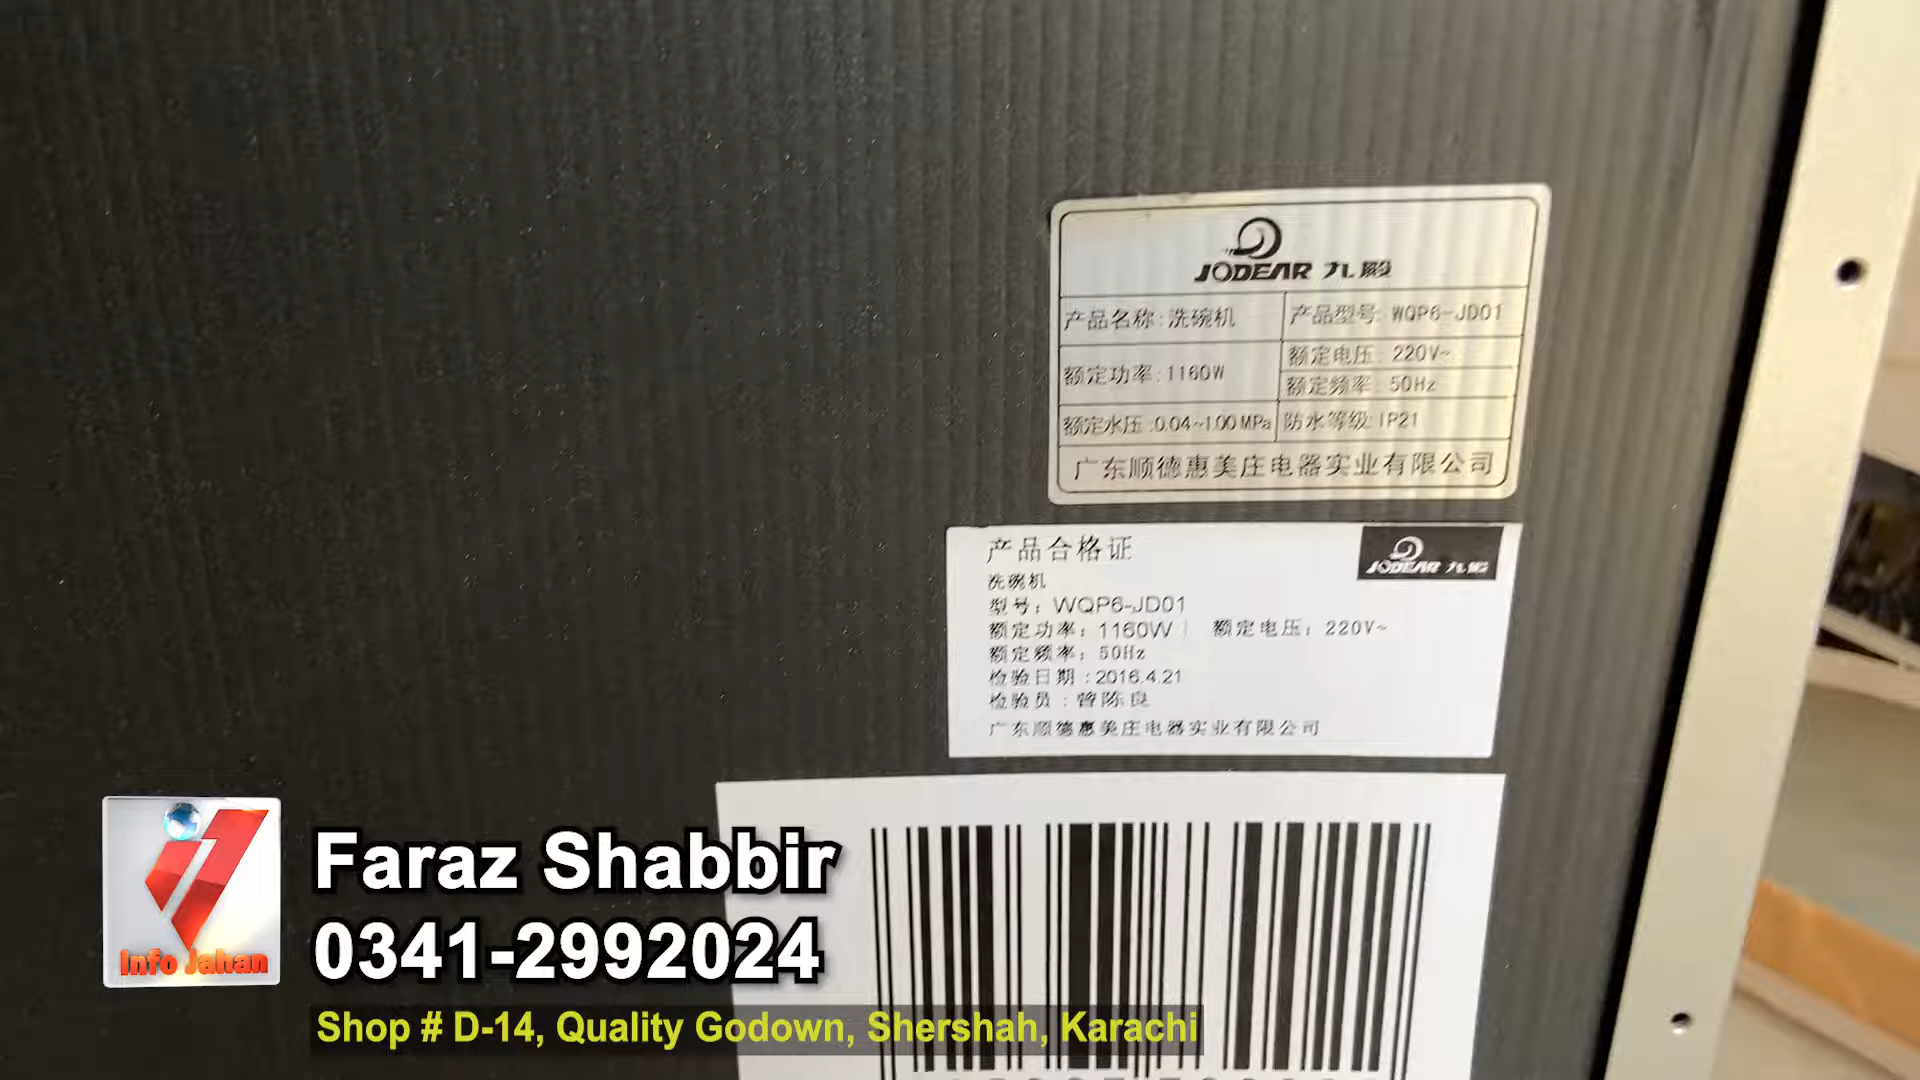 JODEAR 九殿
产品名称:洗碗机
产品型号:WQP6-JD01
额定功率:1160W
额定电压:220V~
额定频率:50Hz
额定水压:0.04~1.00MPa
防水等级:IP21
广东顺德惠美庄电器实业有限公司
产品合格证
JODEAR 九殿
洗碗机
型号：WQP6-JD01
额定功率：1160W 额定电压：220V~
额定频率：50Hz
检验日期:2016.4.21
检验员:曾陈良
广东顺德惠美庄电器实业有限公司
Info Jahan
Faraz Shabbir
0341-2992024
Shop # D-14, Quality Godown, Shershah, Karachi